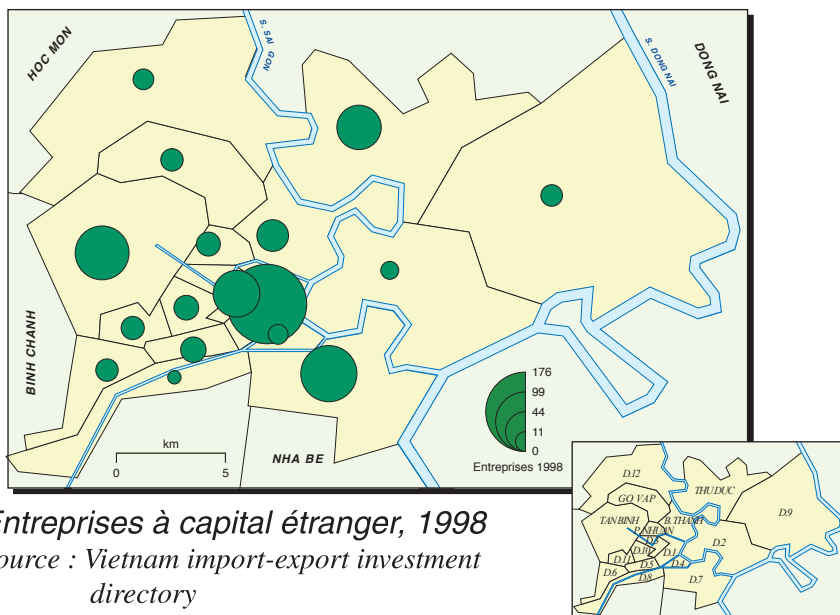 HOC MON
S. SAI GON
S. DONG NAI
DONG NAI
BINH CHANH
NHA BE
km
0 5
176
99
44
11
0
Entreprises 1998
D.12
GO VAP
THU DUC
TAN BINH
B.THANH
D.9
P.NHUAN
D.3
D.10
D.1
D.2
D.11
D.5
D.4
D.6
D.8
D.7
Entreprises à capital étranger, 1998
ource : Vietnam import-export investment
directory